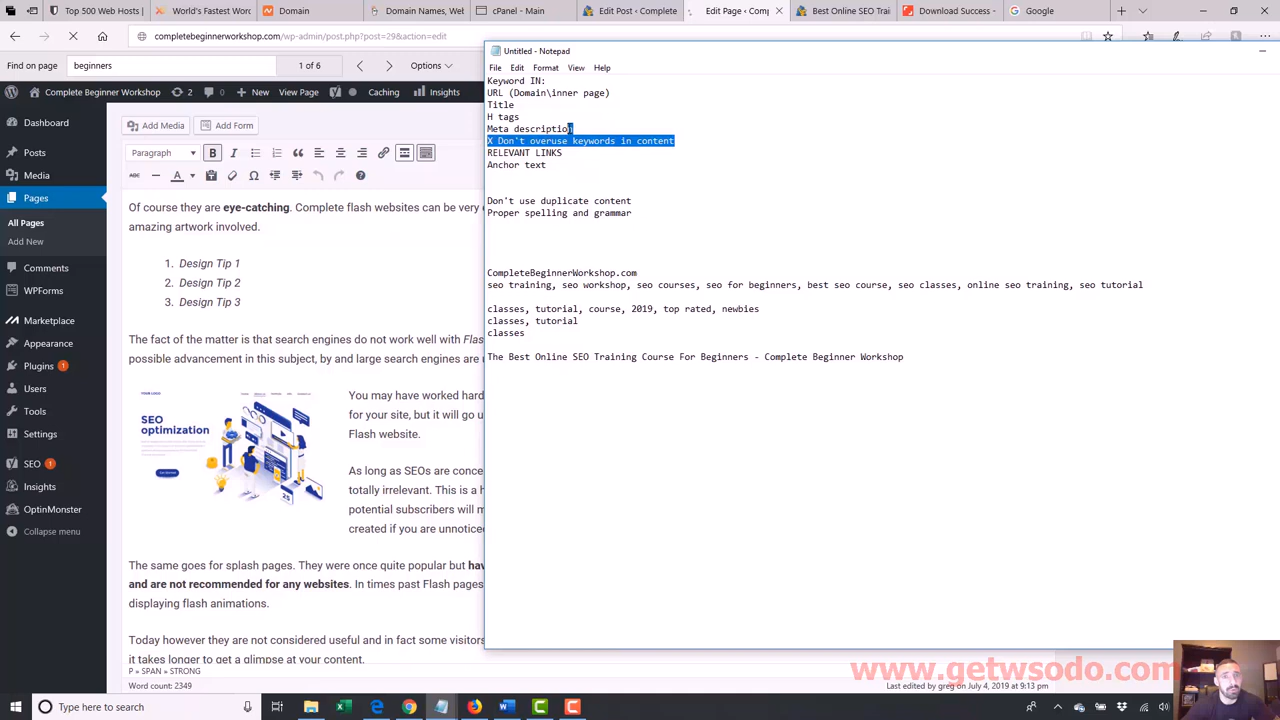 Top 500 Web Hosts |
World's Fastest W
Domain
Domain Names, Wel
cPanel - Main
Edit Post ‹ Complete
Edit Page ‹ Comp
Best Online SEO Trai
Download Success -
Google
completebeginnerworkshop.com/wp-admin/post.php?post=29&action=edit
Find on page
beginners
1 of 6
Options
Complete Beginner Workshop
2
New
View Page
Caching
Insights
Dashboard
Posts
Media
Pages
All Pages
Add New
Comments
WPForms
Marketplace
Appearance
Plugins 1
Users
Tools
Settings
SEO 1
Insights
OptinMonster
Collapse menu
Add Media
Add Form
Paragraph
Of course they are eye-catching. Complete flash websites can be very
amazing artwork involved.
1. Design Tip 1
2. Design Tip 2
3. Design Tip 3
The fact of the matter is that search engines do not work well with Flas
possible advancement in this subject, by and large search engines are
SEO
optimization
You may have worked hard
for your site, but it will go u
Flash website.
As long as SEOs are conce
totally irrelevant. This is a h
potential subscribers will m
created if you are unnoticed
The same goes for splash pages. They were once quite popular but hav
and are not recommended for any websites. In times past Flash pages
displaying flash animations.
Today however they are not considered useful and in fact some visitors
it takes longer to get a glimpse at your content.
P » SPAN » STRONG
Word count: 2349
Last edited by greg on July 4, 2019 at 9:13 pm
Untitled - Notepad
File Edit Format View Help
Keyword IN:
URL (Domain\inner page)
Title
H tags
Meta description
X Don't overuse keywords in content
RELEVANT LINKS
Anchor text
Don't use duplicate content
Proper spelling and grammar
CompleteBeginnerWorkshop.com
seo training, seo workshop, seo courses, seo for beginners, best seo course, seo classes, online seo training, seo tutorial
classes, tutorial, course, 2019, top rated, newbies
classes, tutorial
classes
The Best Online SEO Training Course For Beginners - Complete Beginner Workshop
www.getwsodo.com
Type here to search